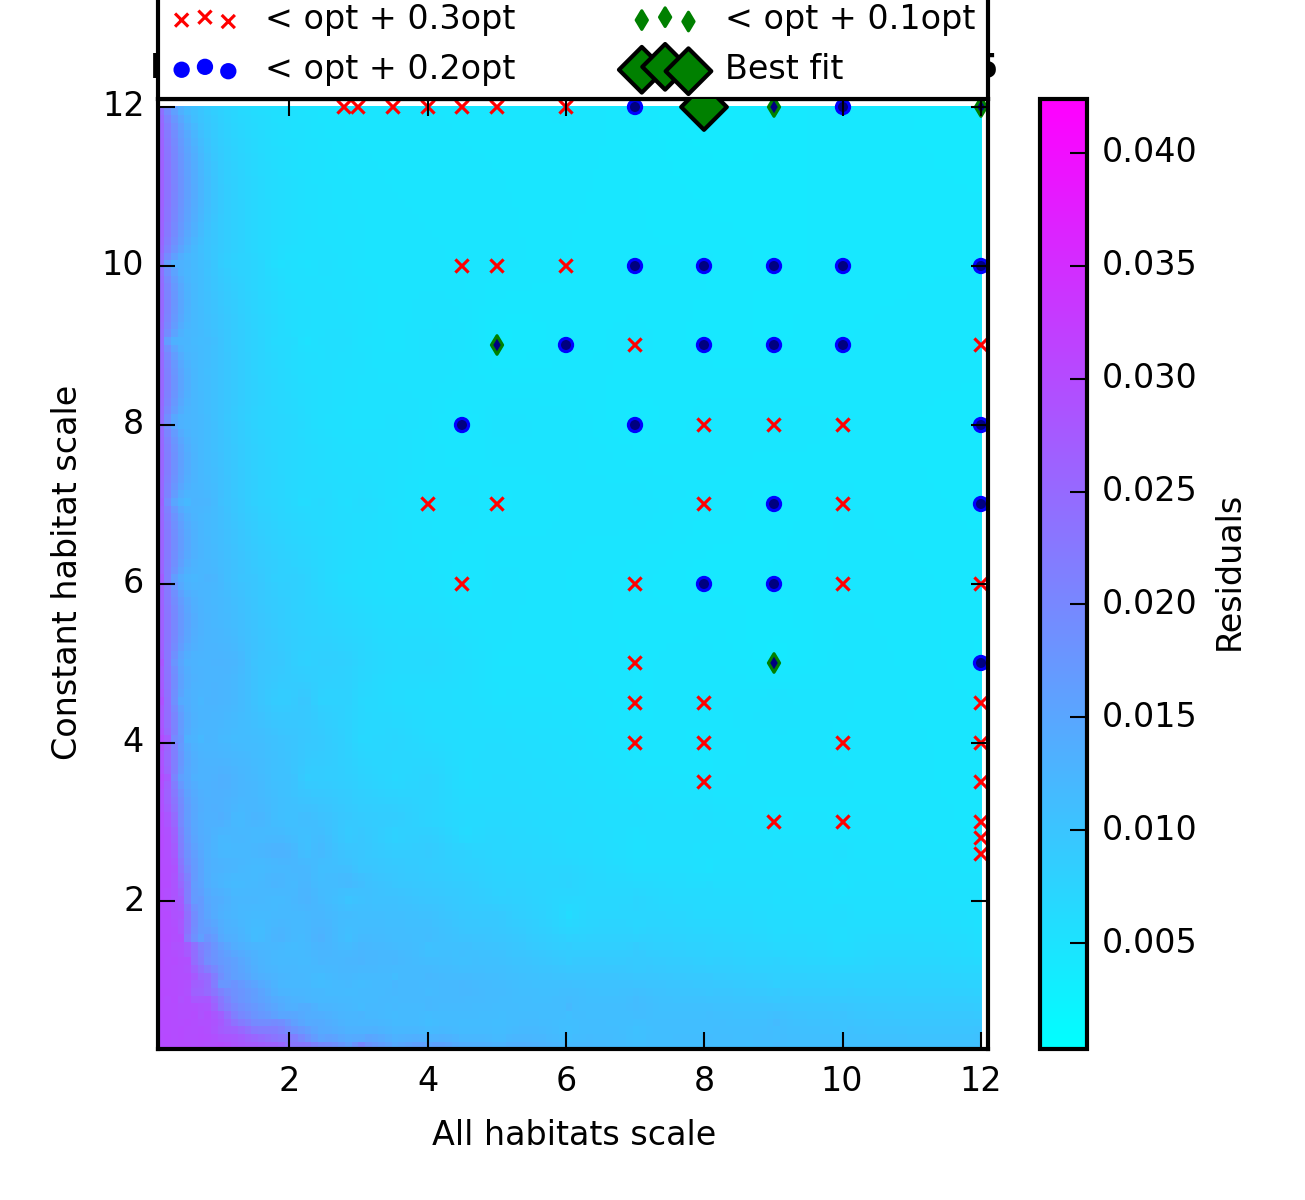 < opt + 0.3opt
< opt + 0.1opt
< opt + 0.2opt
Best fit
12
10
8
6
4
2
Constant habitat scale
2 4 6 8 10 12
All habitats scale
0.040
0.035
0.030
0.025
0.020
0.015
0.010
0.005
Residuals